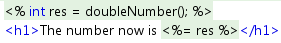 <% int res = doubleNumber(); %>
<h1>The number now is <%= res %></h1>